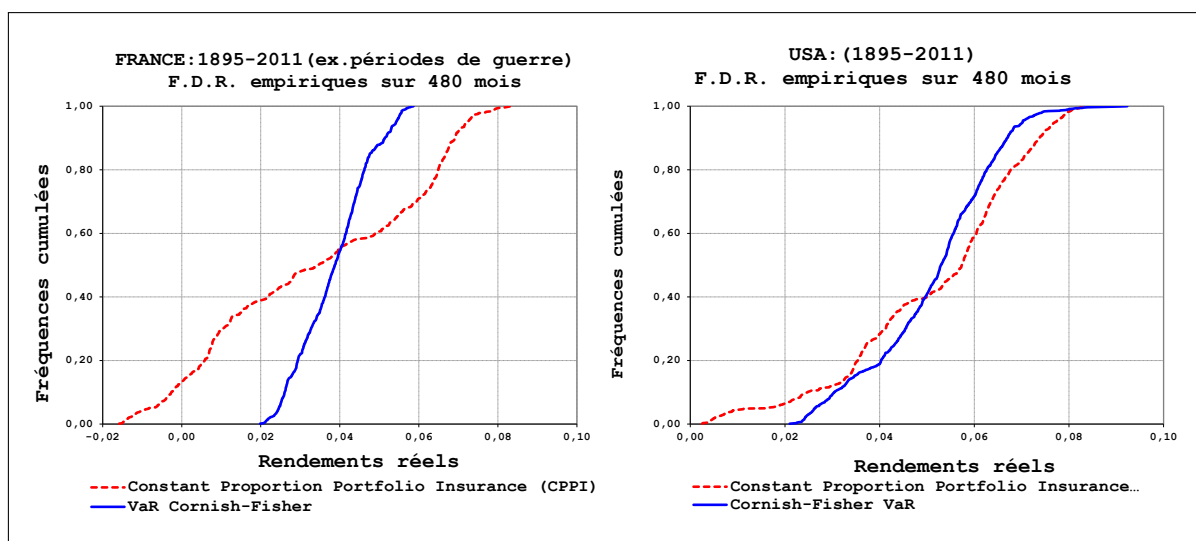 FRANCE:1895-2011(ex.périodes de guerre)
F.D.R. empiriques sur 480 mois
Fréquences cumulées
1,00
0,80
0,60
0,40
0,20
0,00
-0,02
0,00
0,02
0,04
0,06
0,08
0,10
Rendements réels
Constant Proportion Portfolio Insurance (CPPI)
VaR Cornish-Fisher
USA:(1895-2011)
F.D.R. empiriques sur 480 mois
Fréquences cumulées
1,00
0,80
0,60
0,40
0,20
0,00
0,00
0,02
0,04
0,06
0,08
0,10
Rendements réels
Constant Proportion Portfolio Insurance…
Cornish-Fisher VaR